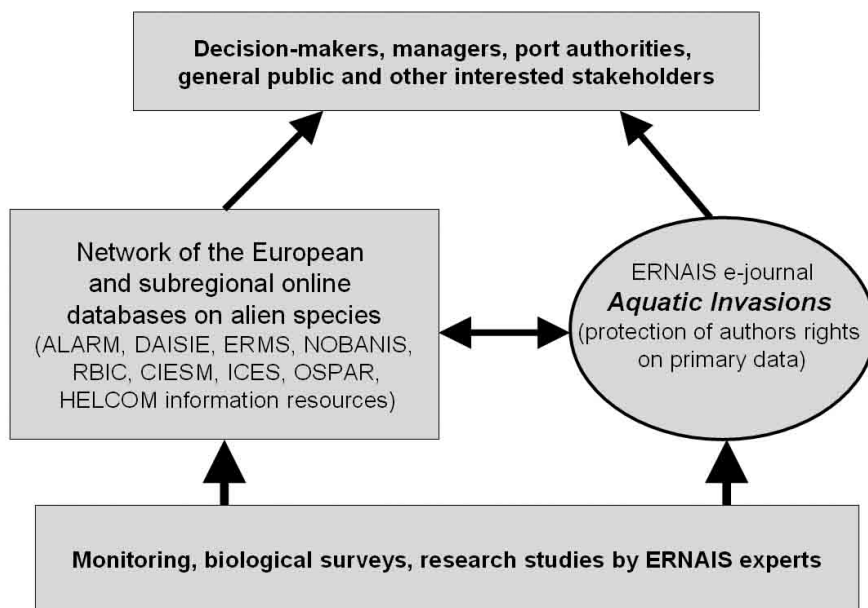 Decision-makers, managers, port authorities,
general public and other interested stakeholders
Network of the European
and subregional online
databases on alien species
(ALARM, DAISIE, ERMS, NOBANIS,
RBIC, CIESM, ICES, OSPAR,
HELCOM information resources)
ERNAIS e-journal
Aquatic Invasions
(protection of authors rights
on primary data)
Monitoring, biological surveys, research studies by ERNAIS experts